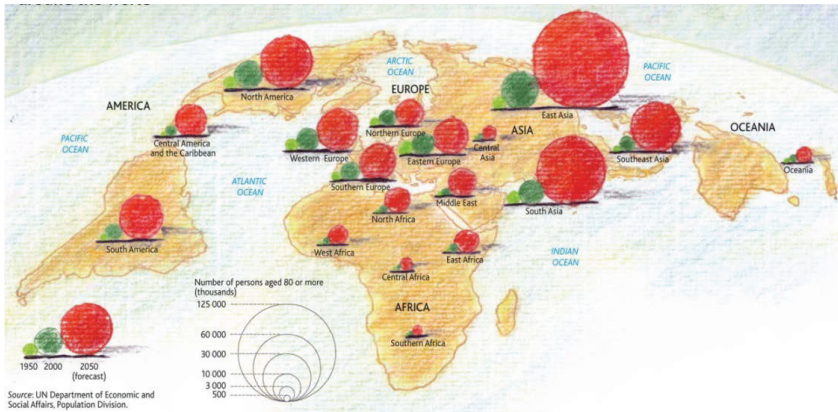 ARCTIC
OCEAN
PACIFIC
OCEAN
North America
EUROPE
AMERICA
East Asia
OCEANIA
Northern Europe
ASIA
PACIFIC
OCEAN
Central America
and the Caribbean
Western Europe
Eastern Europe
Central
Asia
Southeast Asia
Oceania
ATLANTIC
OCEAN
Southern Europe
Middle East
South Asia
North Africa
South America
West Africa
East Africa
INDIAN
OCEAN
Central Africa
Number of persons aged 80 or more
(thousands)
125 000
60 000
30 000
10 000
3 000
500
AFRICA
Southern Africa
1950 2000 2050
(forecast)
Source: UN Department of Economic and
Social Affairs, Population Division.